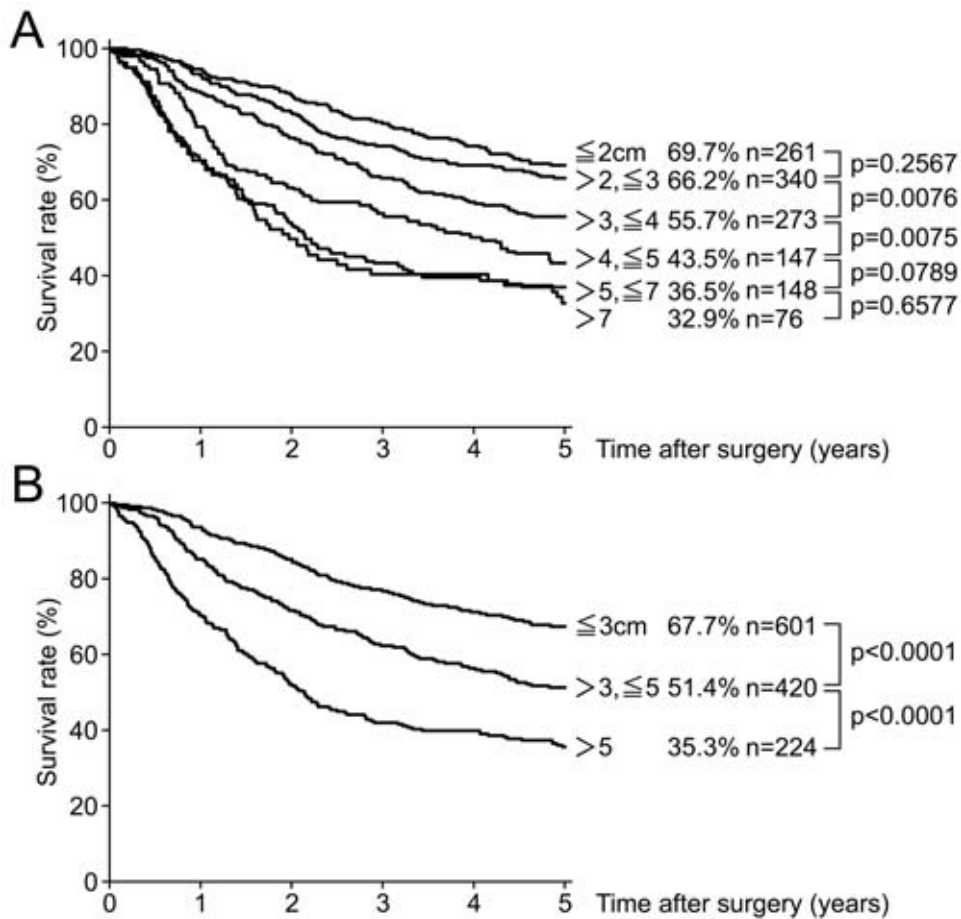 A
100
80
60
40
20
0
Survival rate (%)
≦2cm 69.7% n=261
>2,≦3 66.2% n=340
>3,≦4 55.7% n=273
>4,≦5 43.5% n=147
>5,≦7 36.5% n=148
>7 32.9% n=76
p=0.2567
p=0.0076
p=0.0075
p=0.0789
p=0.6577
0 1 2 3 4 5 Time after surgery (years)
B
100
80
60
40
20
0
Survival rate (%)
≦3cm 67.7% n=601
>3,≦5 51.4% n=420
>5 35.3% n=224
p<0.0001
p<0.0001
0 1 2 3 4 5 Time after surgery (years)